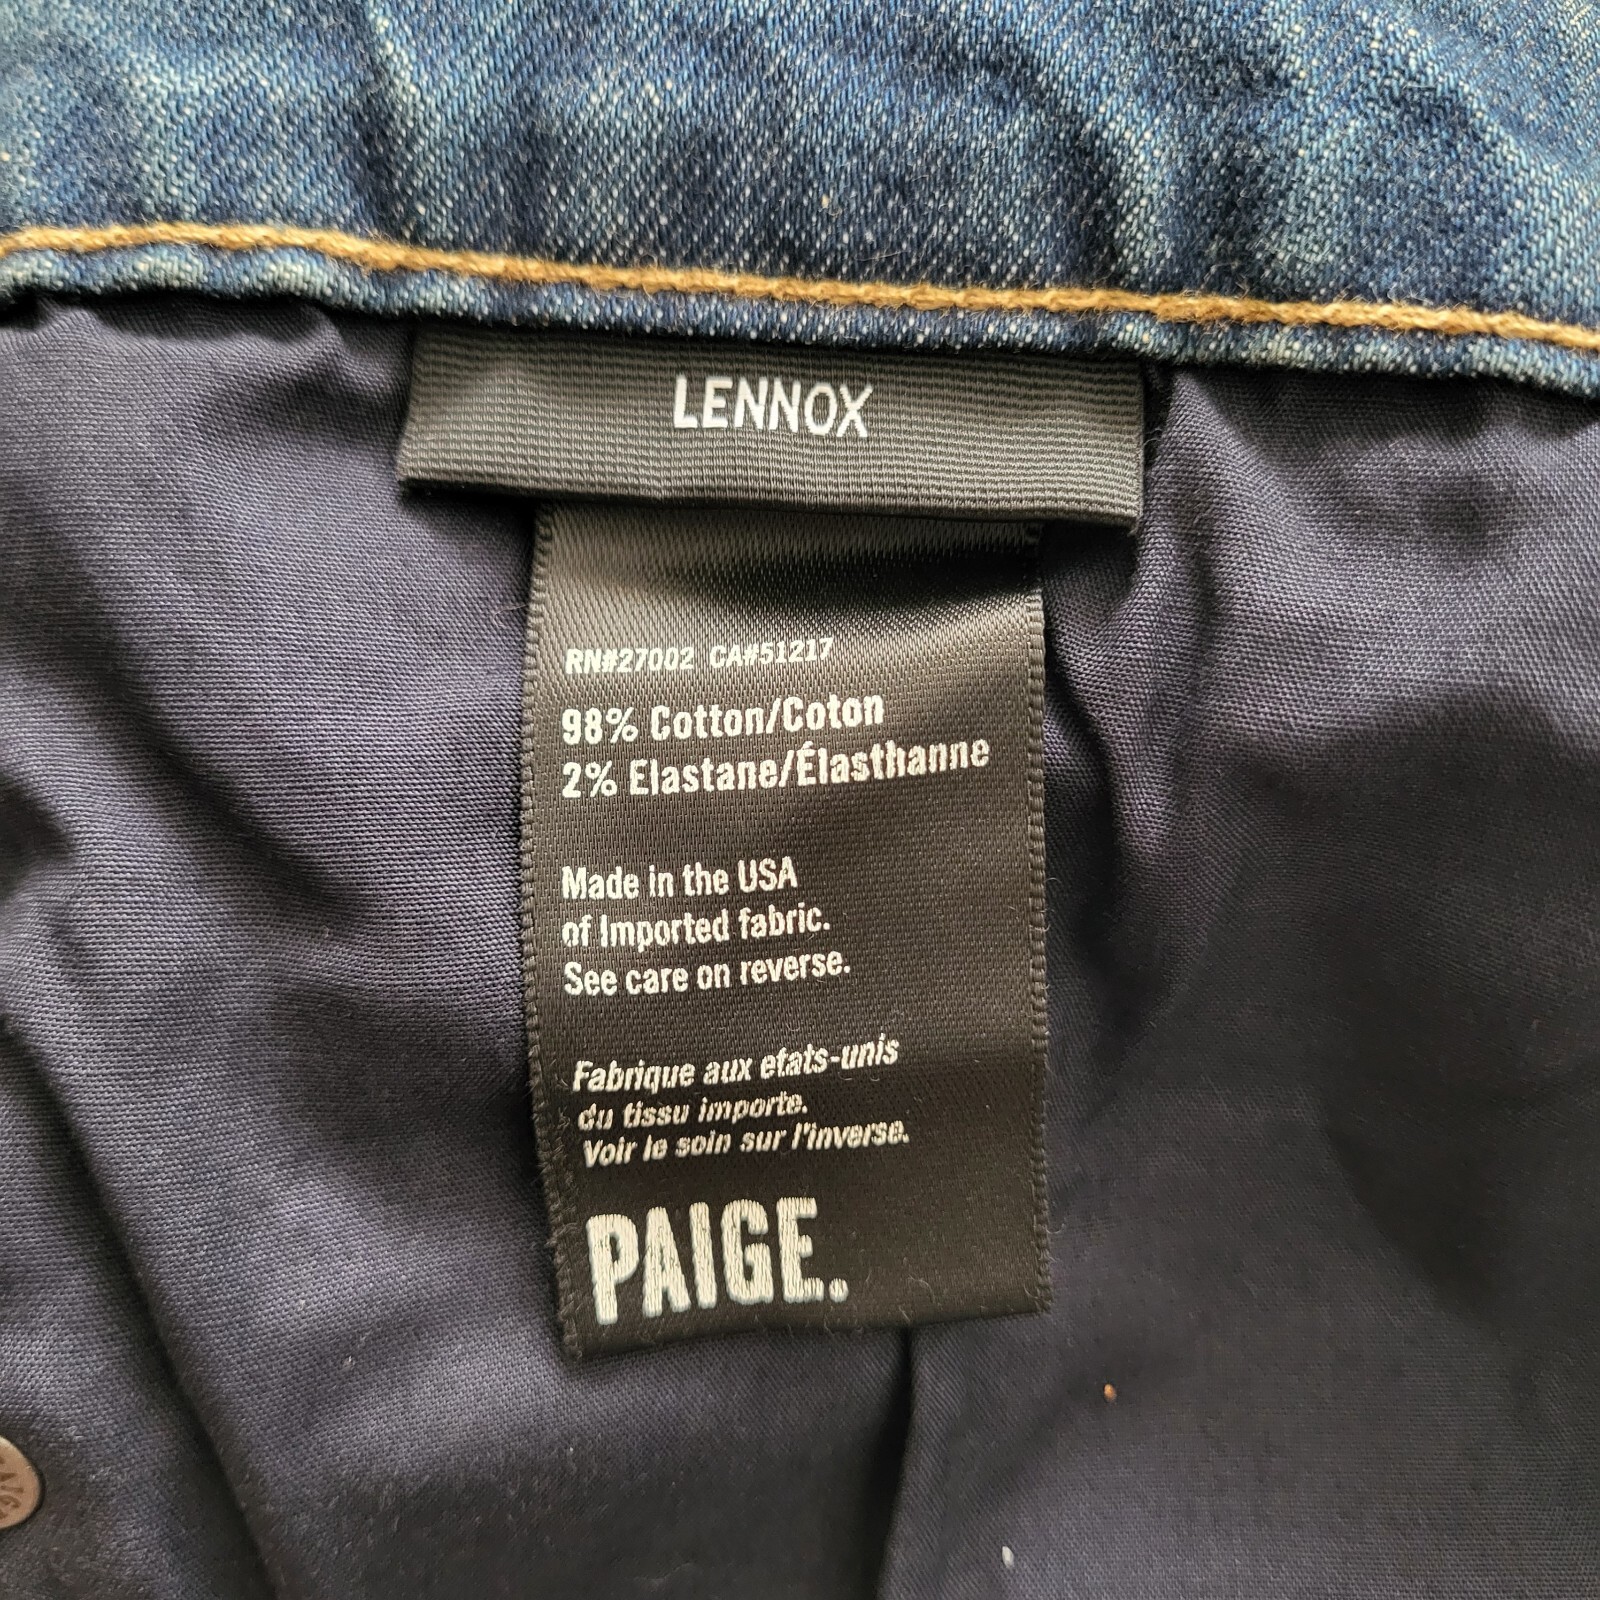 LENNOX
RN#27002 CA#51217
98% Cotton/Coton
2% Elastane/Élasthanne
Made in the USA
of Imported fabric.
See care on reverse.
Fabrique aux etats-unis
du tissu importe.
Voir le soin sur l'inverse.
PAIGE.